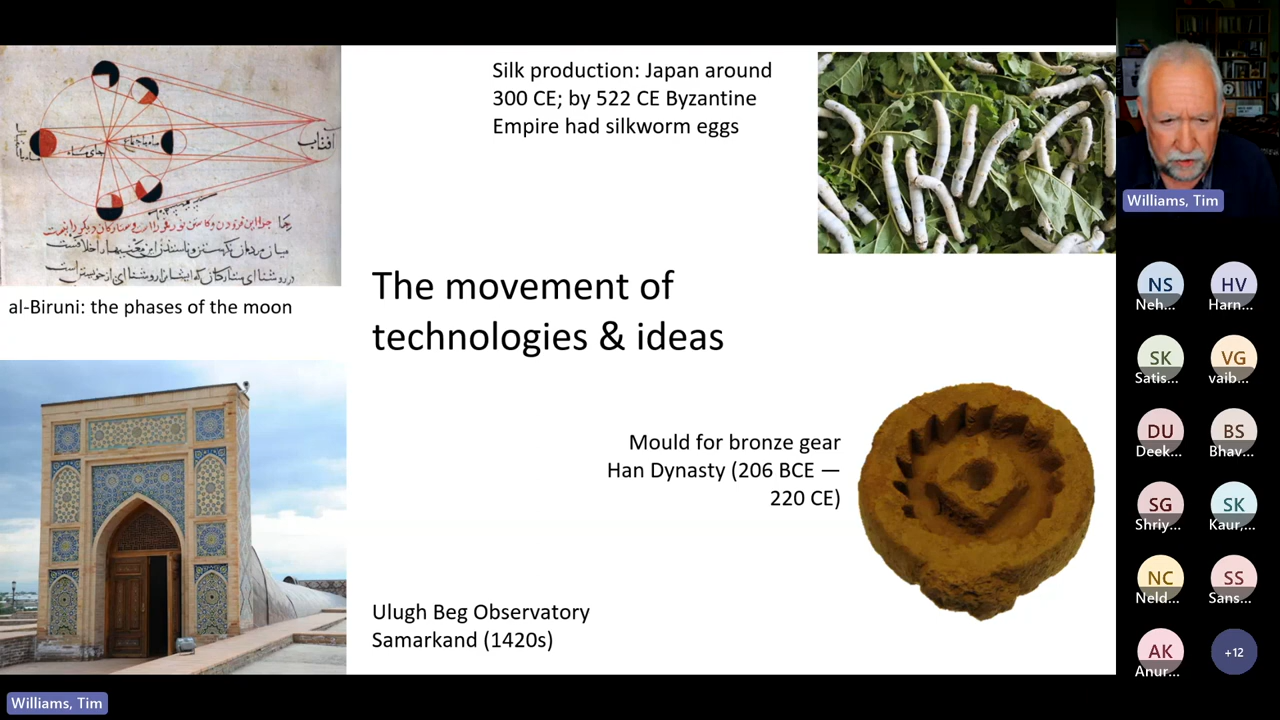 Silk production: Japan around
300 CE; by 522 CE Byzantine
Empire had silkworm eggs
آفتاب
al-Biruni: the phases of the moon
The movement of
technologies & ideas
Mould for bronze gear
Han Dynasty (206 BCE —
220 CE)
Ulugh Beg Observatory
Samarkand (1420s)
Williams, Tim
NS
Neh...
HV
Harn...
SK
Satis...
VG
vaib...
DU
Deek...
BS
Bhav...
SG
Shriy...
SK
Kaur,...
NC
Neld...
SS
Sans...
AK
Anur...
+12
Williams, Tim